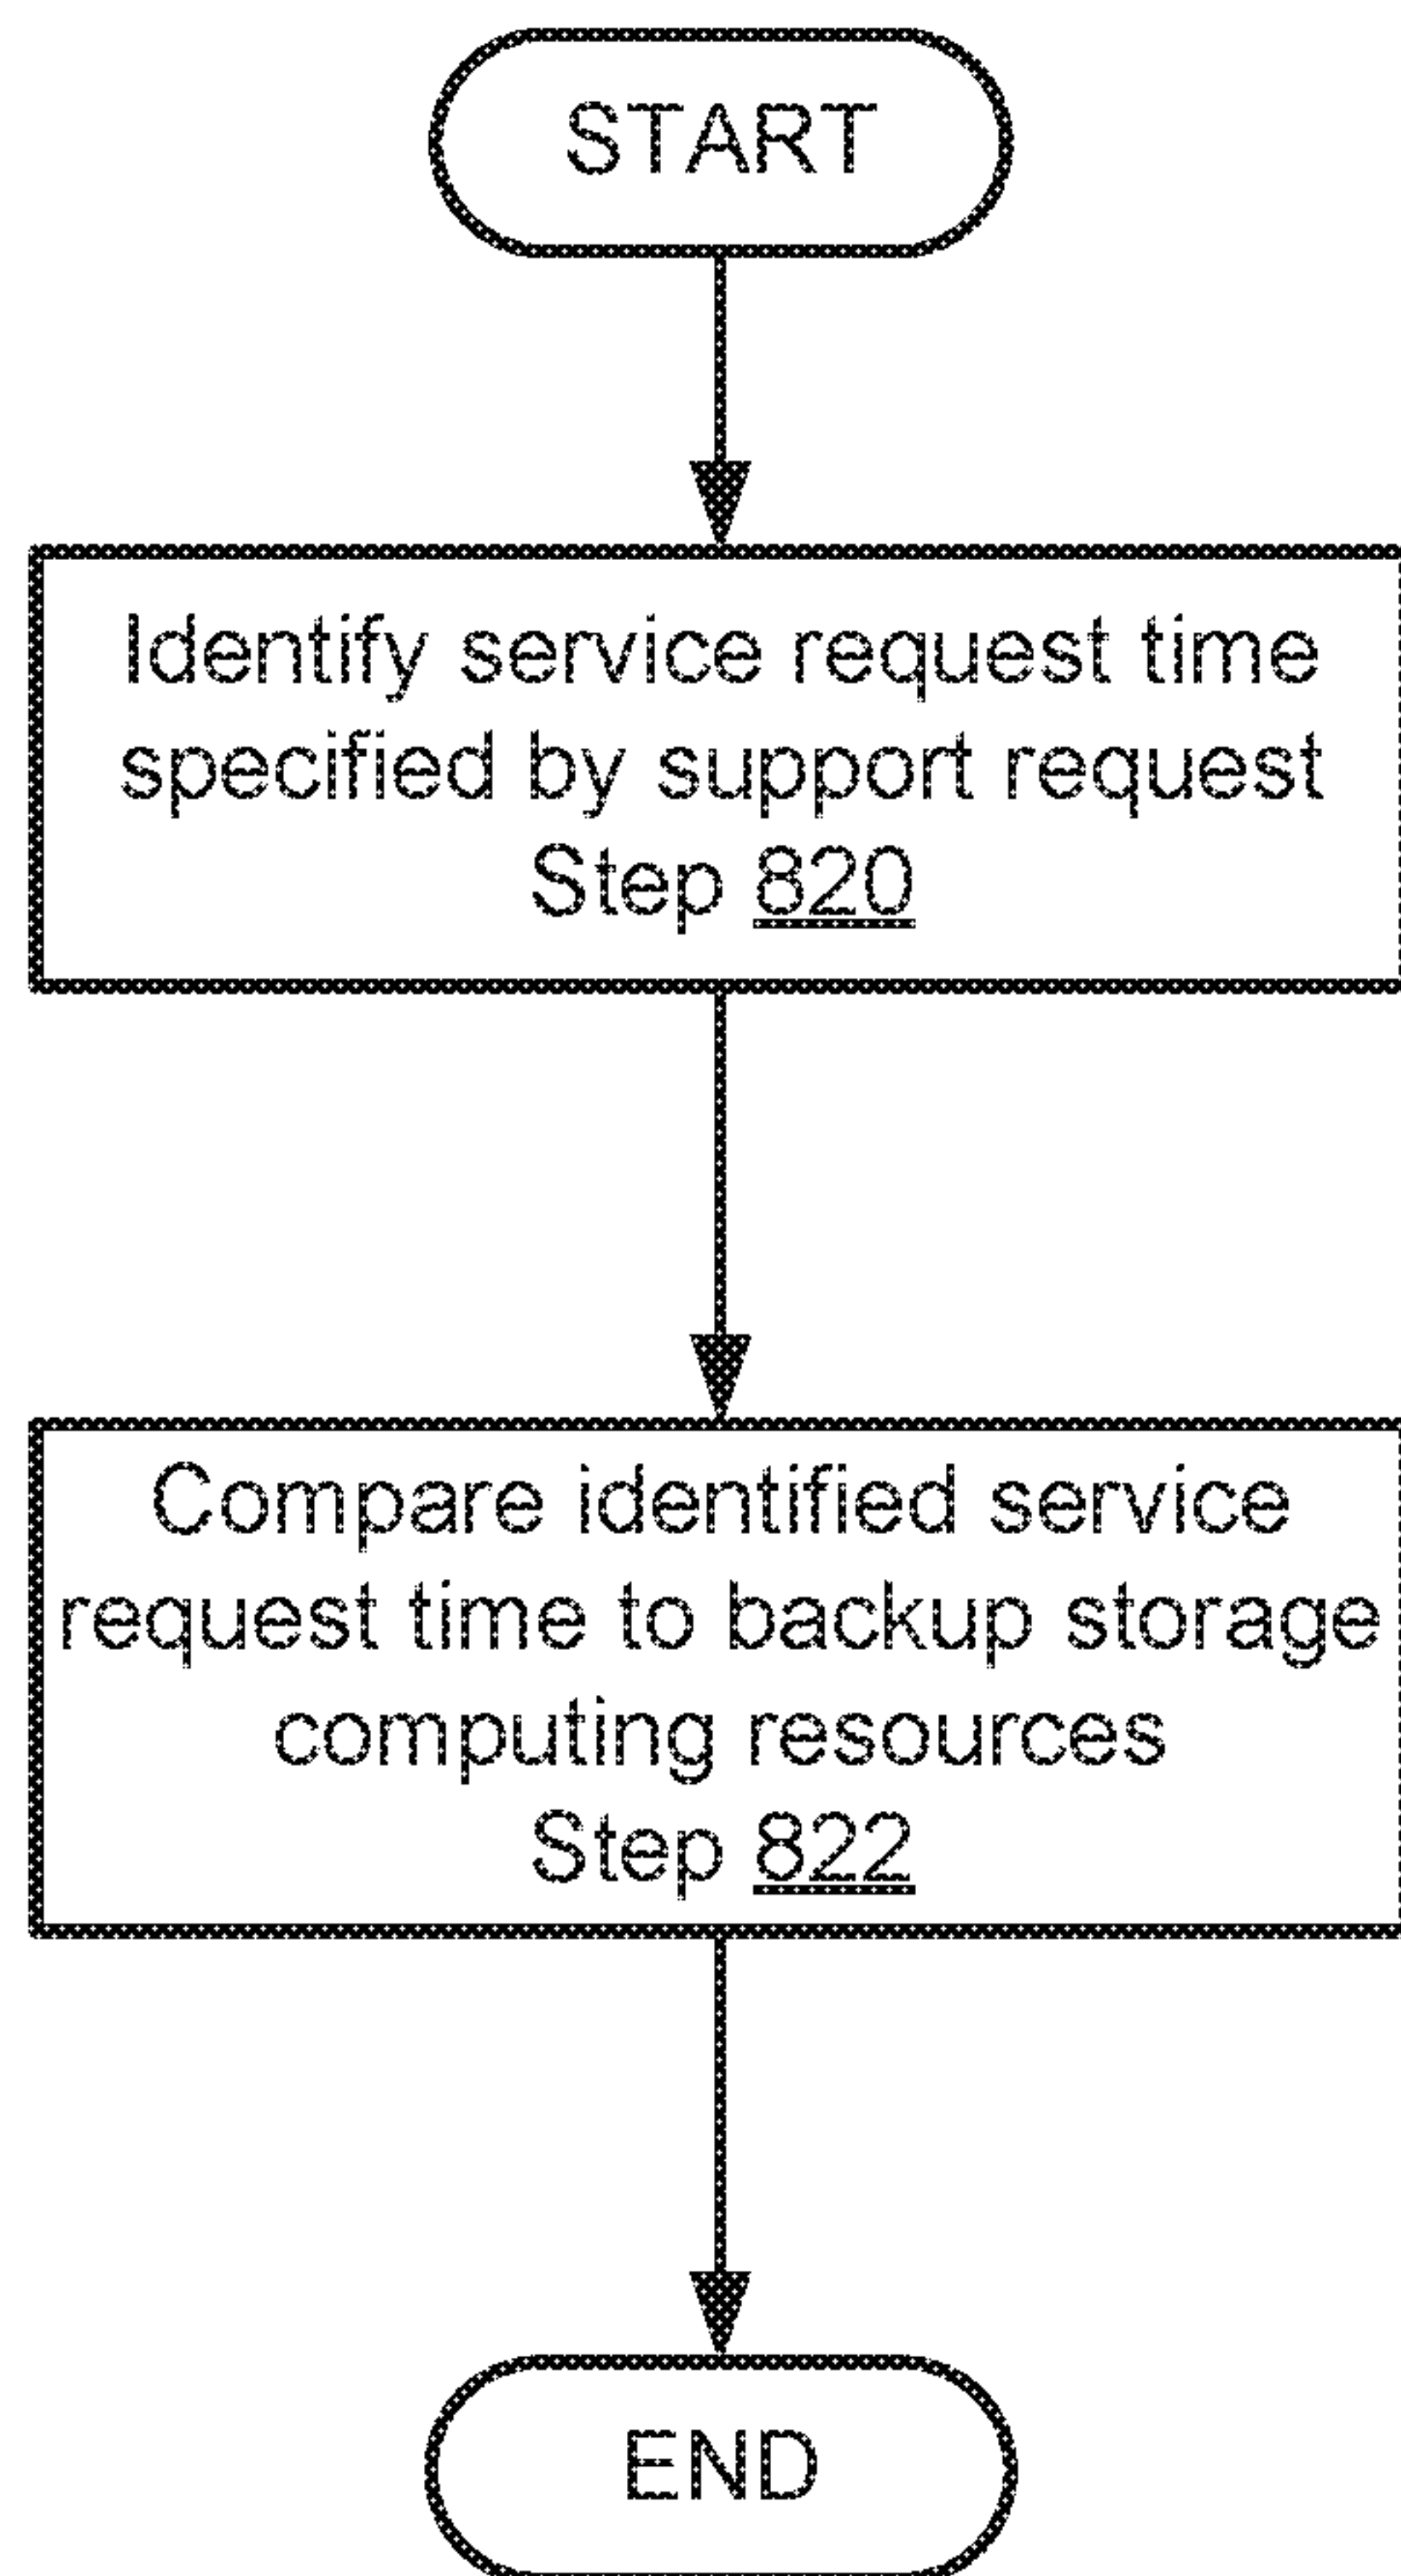 START
Identify service request time
specified by support request
Step 820
Compare identified service
request time to backup storage
computing resources
Step 822
END